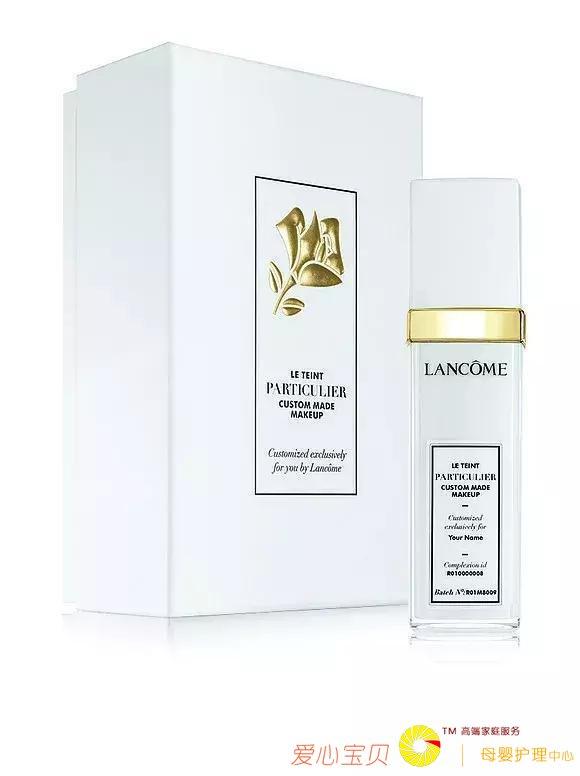 LE TEINT
PARTICULIER
CUSTOM MADE
MAKEUP
Customized exclusively
for you by Lancôme
LANCÔME
LE TEINT
PARTICULIER
CUSTOM MADE
MAKEUP
Customized
exclusively for
Your Name
Complexion id
R010000008
Batch N°: R01M8009
TM 高端家庭服务
爱心宝贝
母婴护理中心